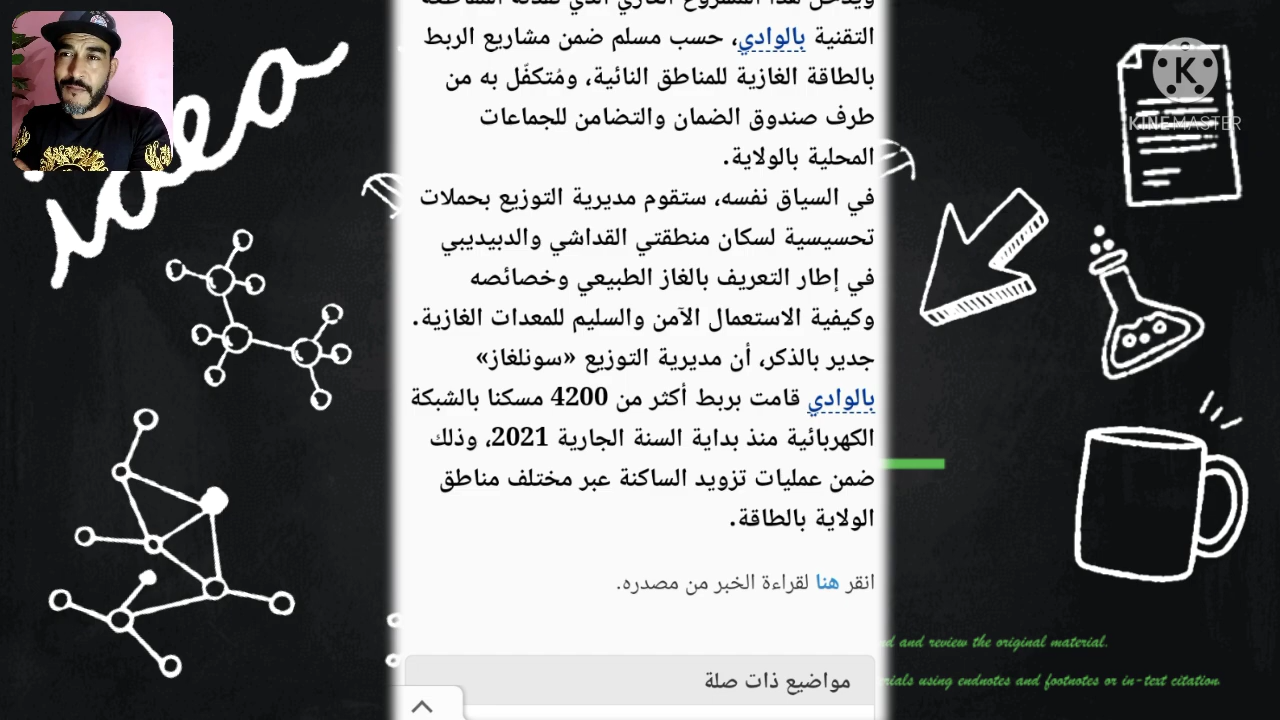 idea
ويدخل هذا المشروع الغازي الذي
التقنية بالوادي، حسب مسلم ضمن مشاريع الربط
بالطاقة الغازية للمناطق النائية، ومُتكفّل به من
طرف صندوق الضمان والتضامن للجماعات
المحلية بالولاية.
في السياق نفسه، ستقوم مديرية التوزيع بحملات
تحسيسية لسكان منطقتي القداشي والدبيديبي
في إطار التعريف بالغاز الطبيعي وخصائصه
وكيفية الاستعمال الآمن والسليم للمعدات الغازية.
جدير بالذكر، أن مديرية التوزيع «سونلغاز»
بالوادي قامت بربط أكثر من 4200 مسكنا بالشبكة
الكهربائية منذ بداية السنة الجارية 2021، وذلك
ضمن عمليات تزويد الساكنة عبر مختلف مناطق
الولاية بالطاقة.
انقر هنا لقراءة الخبر من مصدره.
مواضيع ذات صلة
K
KINEMASTER
and review the original material.
using endnotes and footnotes or in-text citation